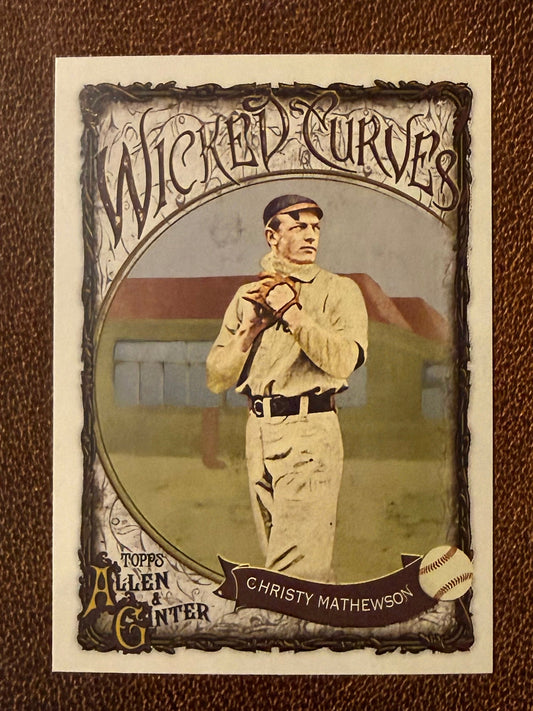 WICKED CURVES
TOPPS
ALLEN
&
GINTER
CHRISTY MATHEWSON